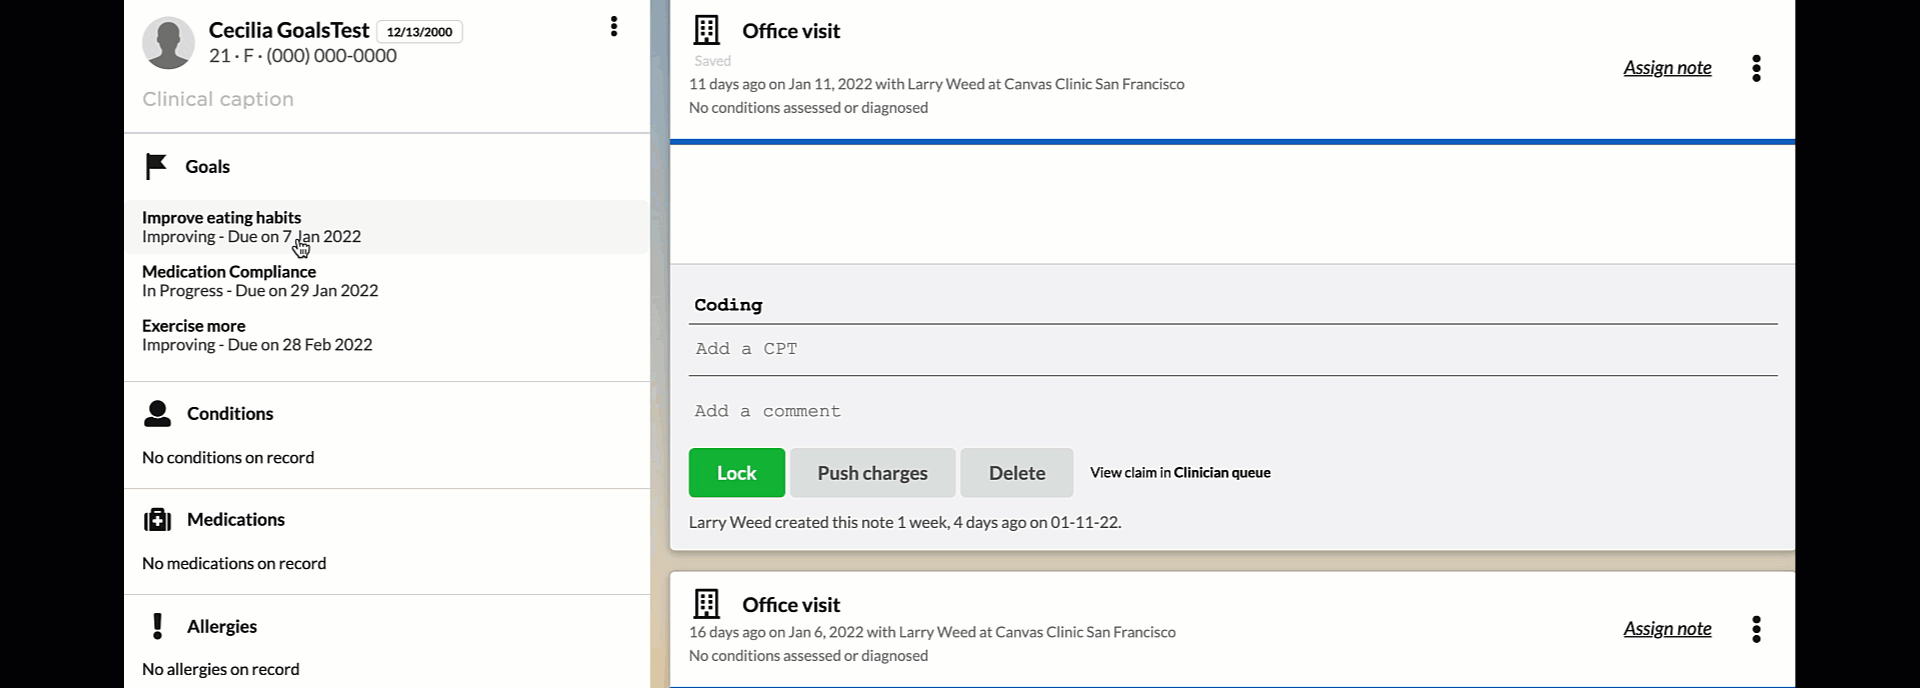 Cecilia GoalsTest 12/13/2000
21 · F · (000) 000-0000
Clinical caption
Goals
Improve eating habits
Improving - Due on 7 Jan 2022
Medication Compliance
In Progress - Due on 29 Jan 2022
Exercise more
Improving - Due on 28 Feb 2022
Conditions
No conditions on record
Medications
No medications on record
Allergies
No allergies on record
Office visit
Saved
11 days ago on Jan 11, 2022 with Larry Weed at Canvas Clinic San Francisco
No conditions assessed or diagnosed
Assign note
Coding
Add a CPT
Add a comment
Lock Push charges Delete View claim in Clinician queue
Larry Weed created this note 1 week, 4 days ago on 01-11-22.
Office visit
16 days ago on Jan 6, 2022 with Larry Weed at Canvas Clinic San Francisco
No conditions assessed or diagnosed
Assign note